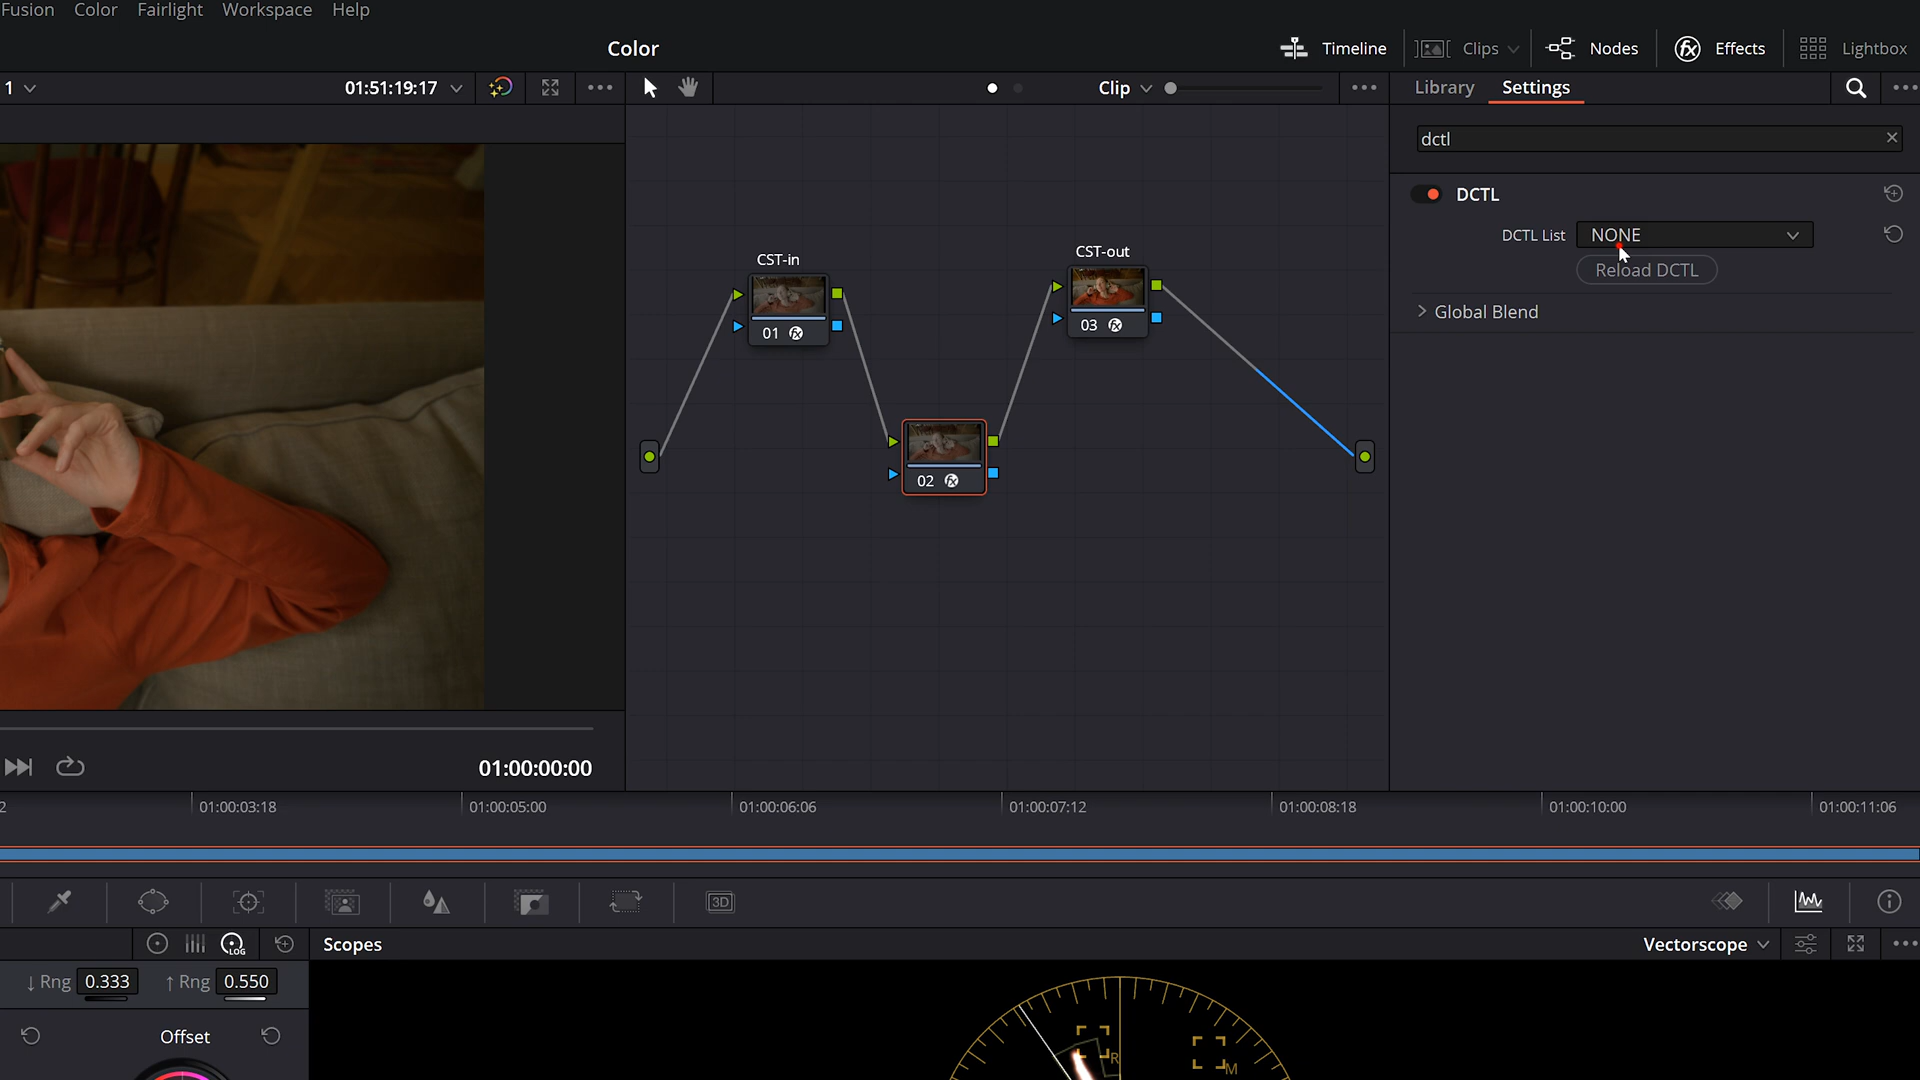 Fusion Color Fairlight Workspace Help
Color
Timeline Clips Nodes Effects Lightbox
1 01:51:19:17 Clip Library Settings
dctl
DCTL
DCTL List NONE
Reload DCTL
Global Blend
CST-in
01
CST-out
03
02
01:00:00:00
2 01:00:03:18 01:00:05:00 01:00:06:06 01:00:07:12 01:00:08:18 01:00:10:00 01:00:11:06
3D
LOG
Scopes
Vectorscope
↓ Rng 0.333 ↑ Rng 0.550
Offset
R
M